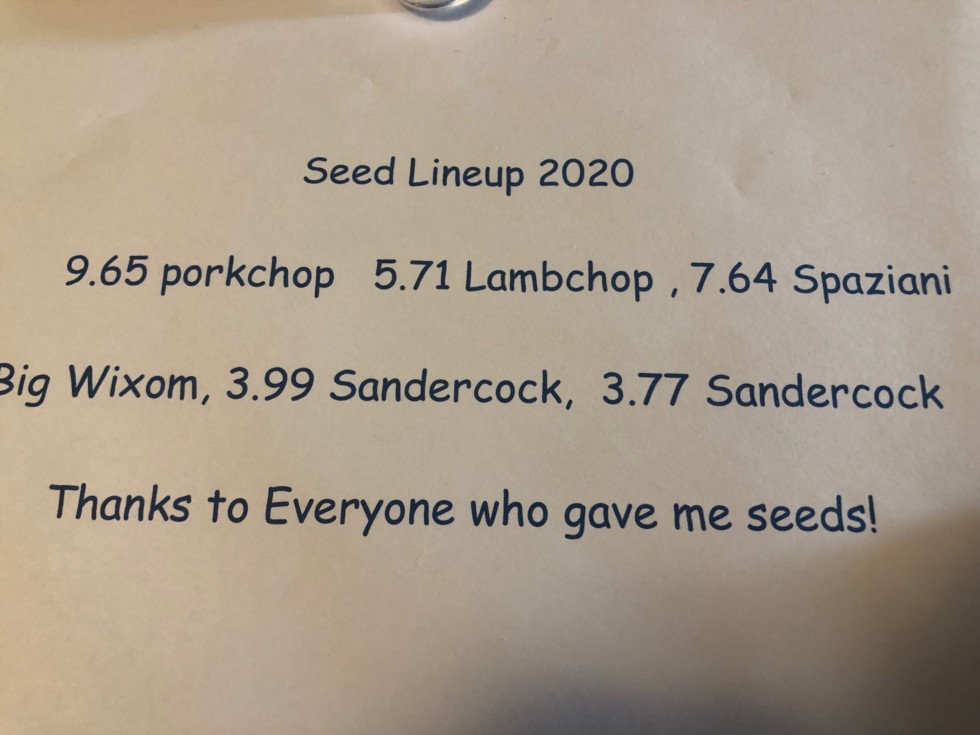 Seed Lineup 2020
9.65 porkchop 5.71 Lambchop , 7.64 Spaziani
Big Wixom, 3.99 Sandercock, 3.77 Sandercock
Thanks to Everyone who gave me seeds!